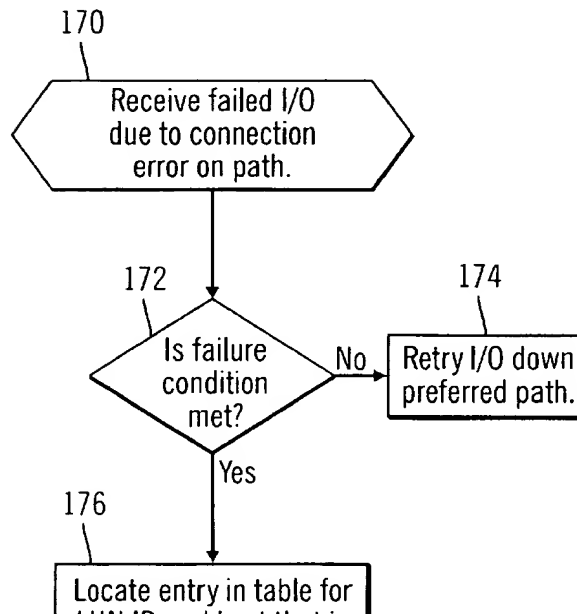 170
Receive failed I/O
due to connection
error on path.
172
Is failure
condition
met?
No
174
Retry I/O down
preferred path.
Yes
176
Locate entry in table for